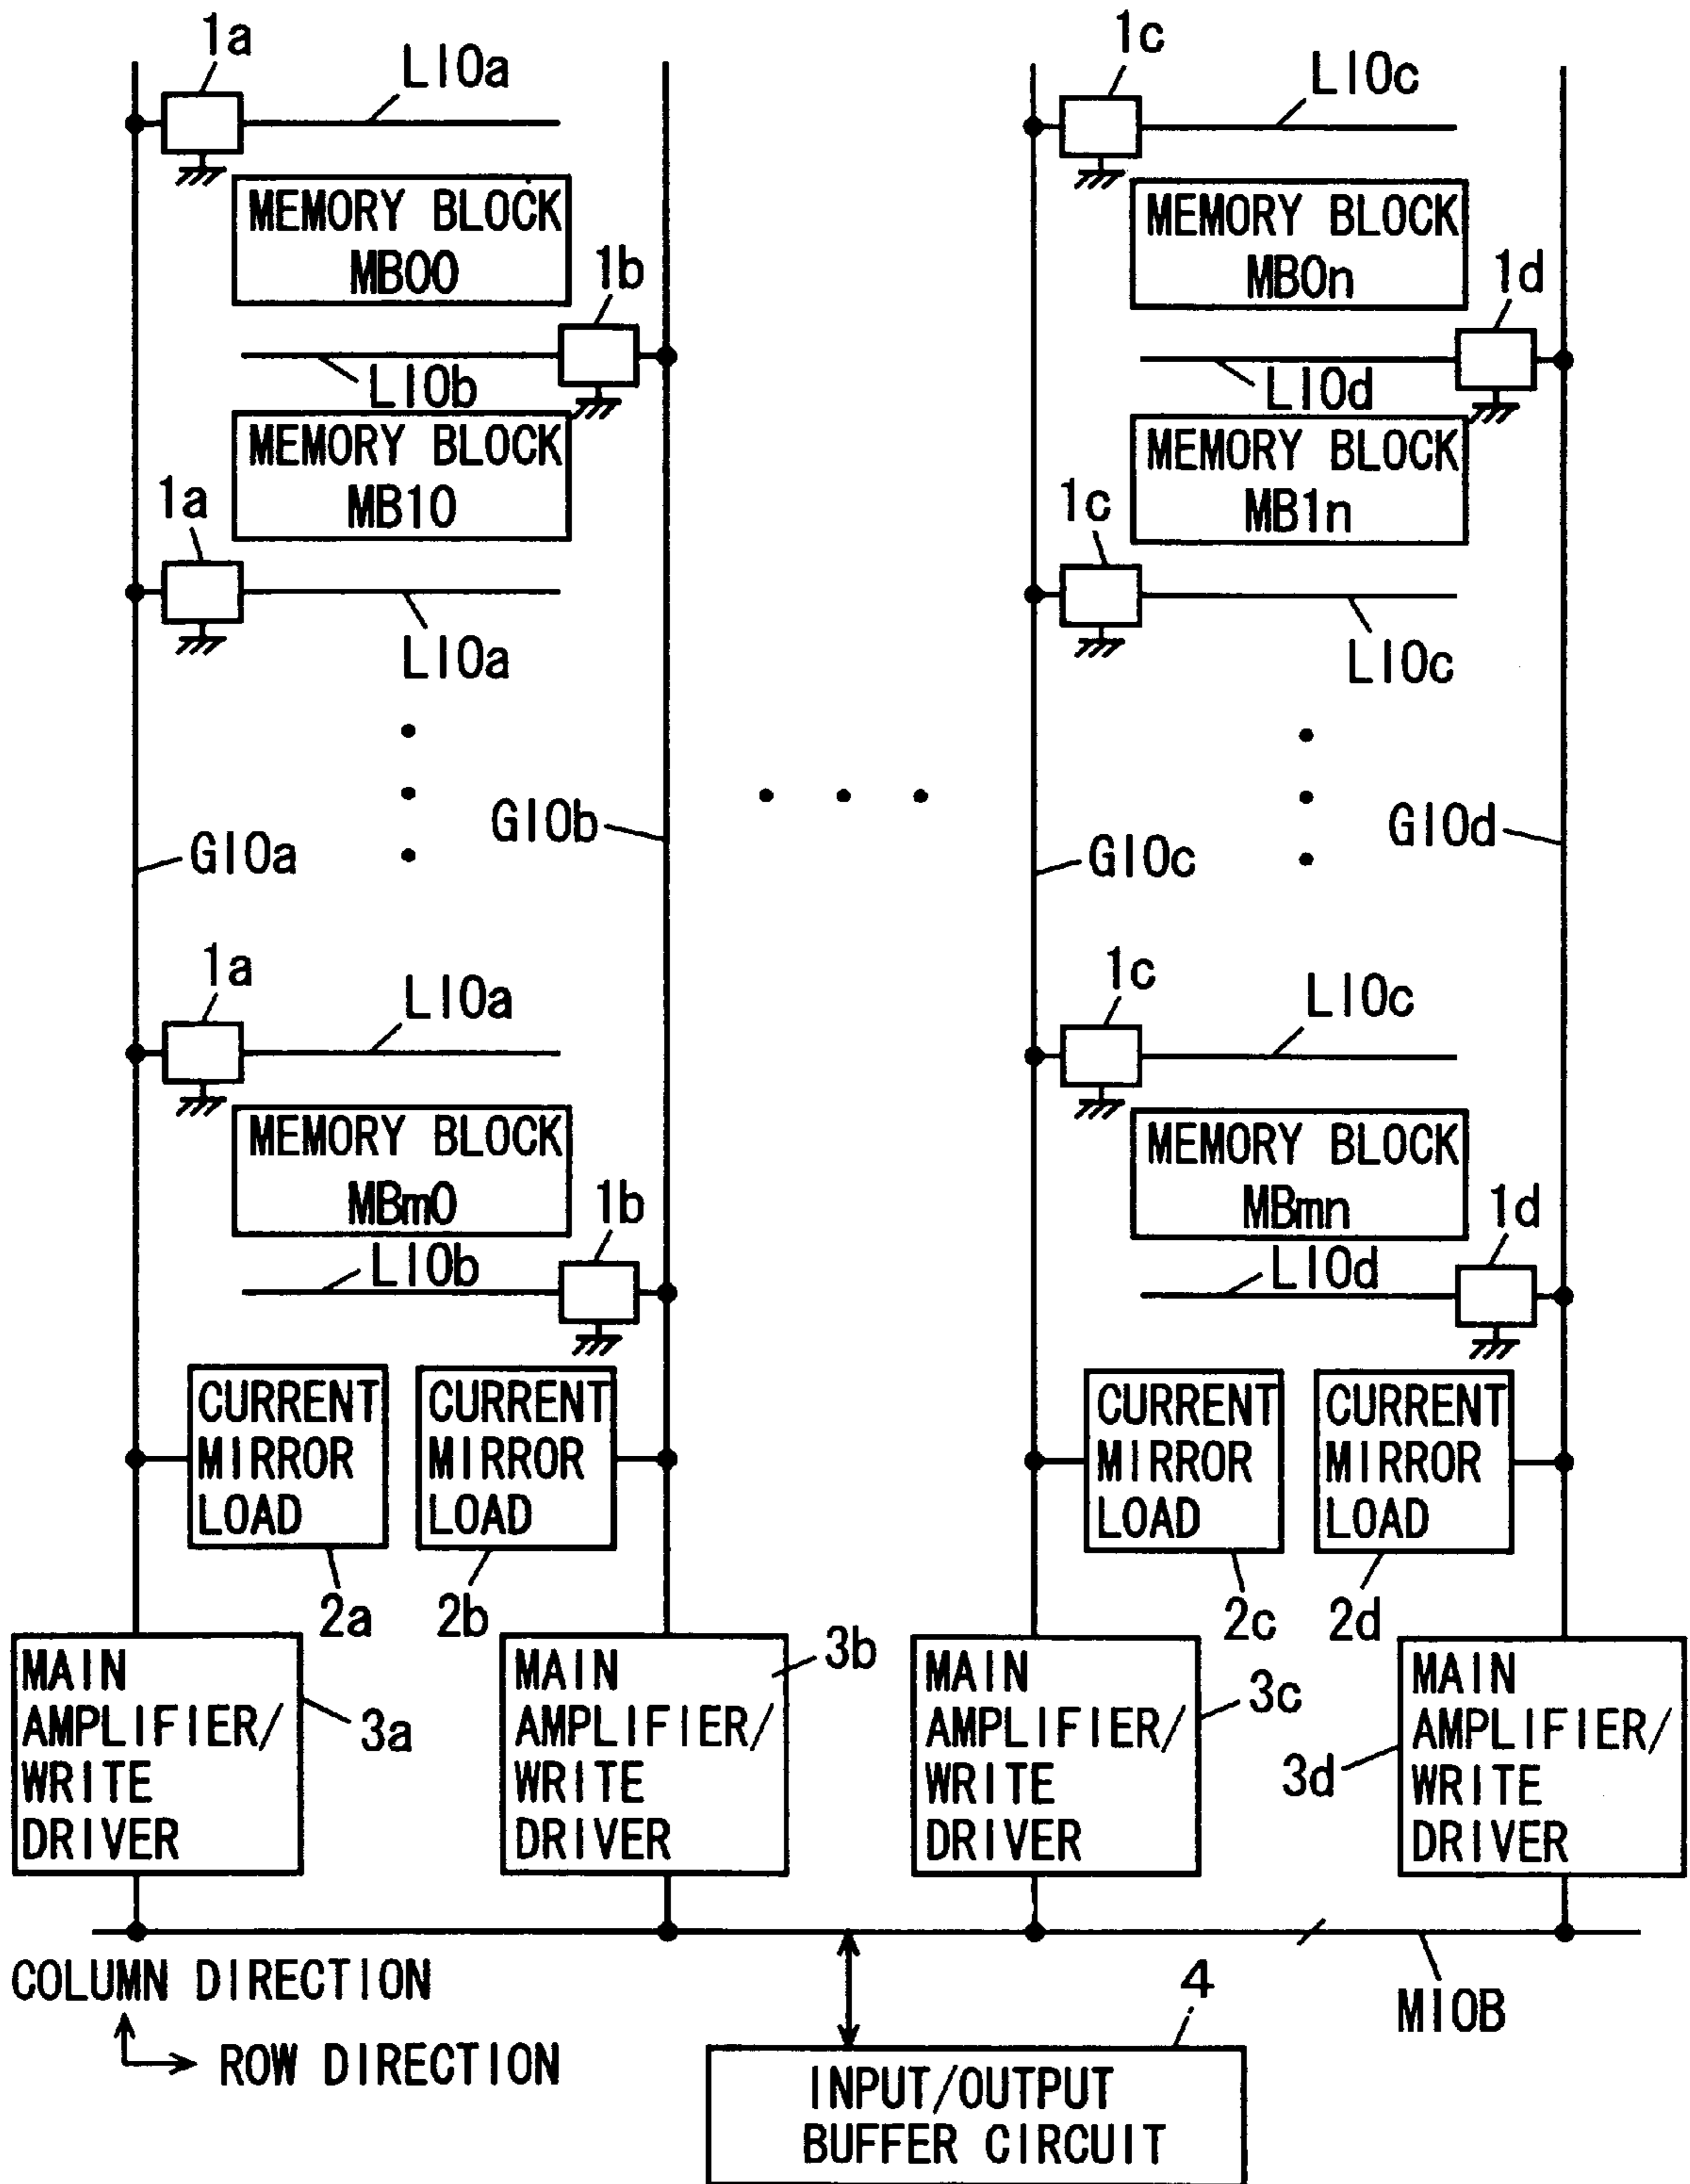 1a
LIOa
1c
LIOc
MEMORY BLOCK
MB00
1b
MEMORY BLOCK
MB0n
1d
LIOb
LIOd
MEMORY BLOCK
MB10
1a
MEMORY BLOCK
MB1n
1c
LIOa
LIOc
GIOa
GIOb
GIOc
GIOd
1a
LIOa
1c
LIOc
MEMORY BLOCK
MBm0
1b
MEMORY BLOCK
MBmn
1d
LIOb
LIOd
CURRENT
MIRROR
LOAD
2a
CURRENT
MIRROR
LOAD
2b
CURRENT
MIRROR
LOAD
2c
CURRENT
MIRROR
LOAD
2d
MAIN
AMPLIFIER/
WRITE
DRIVER
3a
MAIN
AMPLIFIER/
WRITE
DRIVER
3b
MAIN
AMPLIFIER/
WRITE
DRIVER
3c
MAIN
AMPLIFIER/
WRITE
DRIVER
3d
COLUMN DIRECTION
ROW DIRECTION
MIOB
4
INPUT/OUTPUT
BUFFER CIRCUIT